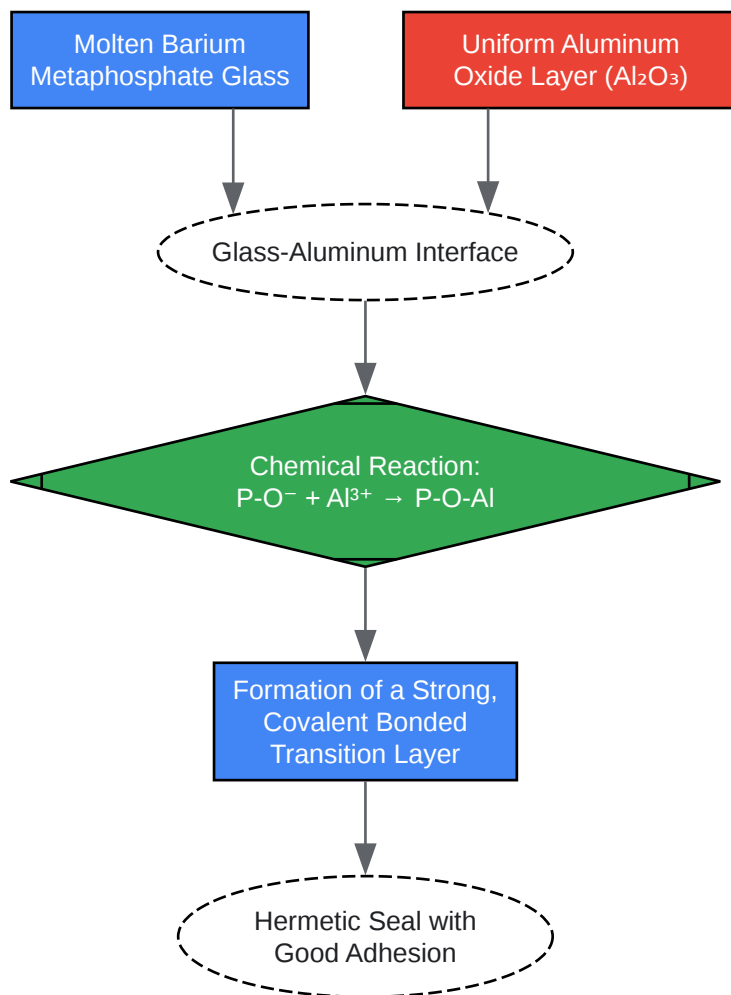 Molten Barium
Metaphosphate Glass
Uniform Aluminum
Oxide Layer (Al₂O₃)
Glass-Aluminum Interface
Chemical Reaction:
P-O⁻ + Al³⁺ → P-O-Al
Formation of a Strong,
Covalent Bonded
Transition Layer
Hermetic Seal with
Good Adhesion